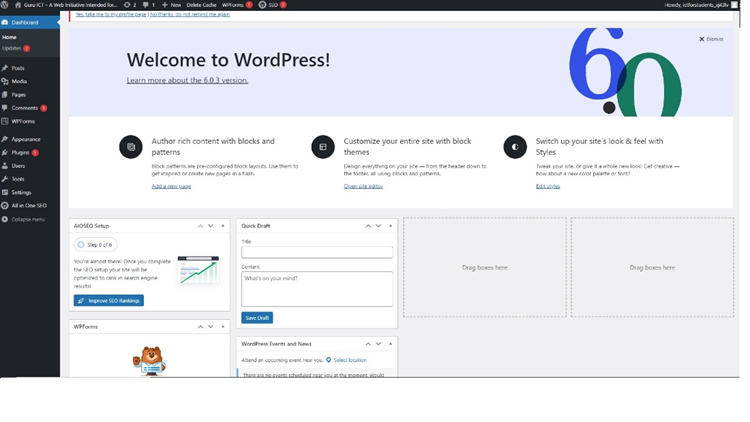 Guru ICT – A Web Initiative Intended for...
2
1
New
Delete Cache
WPForms 1
SEO
Howdy,
Yes, take me to my profile page | No thanks, do not remind me again
Dashboard
Home
Updates 2
Posts
Media
Pages
Comments 1
WPForms
Appearance
Plugins 1
Users
Tools
Settings
All in One SEO
Collapse menu
Dismiss
Welcome to WordPress!
Learn more about the 6.0.3 version.
6.0
Author rich content with blocks and
patterns
Block patterns are pre-configured block layouts. Use them to
get inspired or create new pages in a flash.
Add a new page
Customize your entire site with block
themes
Design everything on your site — from the header down to
the footer, all using blocks and patterns.
Open site editor
Switch up your site's look & feel with
Styles
Tweak your site, or give it a whole new look! Get creative —
how about a new color palette or font?
Edit styles
AIOSEO Setup
Step 0 of 6
You're almost there! Once you complete
the SEO setup your site will be
optimized to rank in search engine
results!
Improve SEO Rankings
WPForms
Quick Draft
Title
Content
What's on your mind?
Save Draft
WordPress Events and News
Attend an upcoming event near you.
Select location
There are no events scheduled near you at the moment. Would
Drag boxes here
Drag boxes here